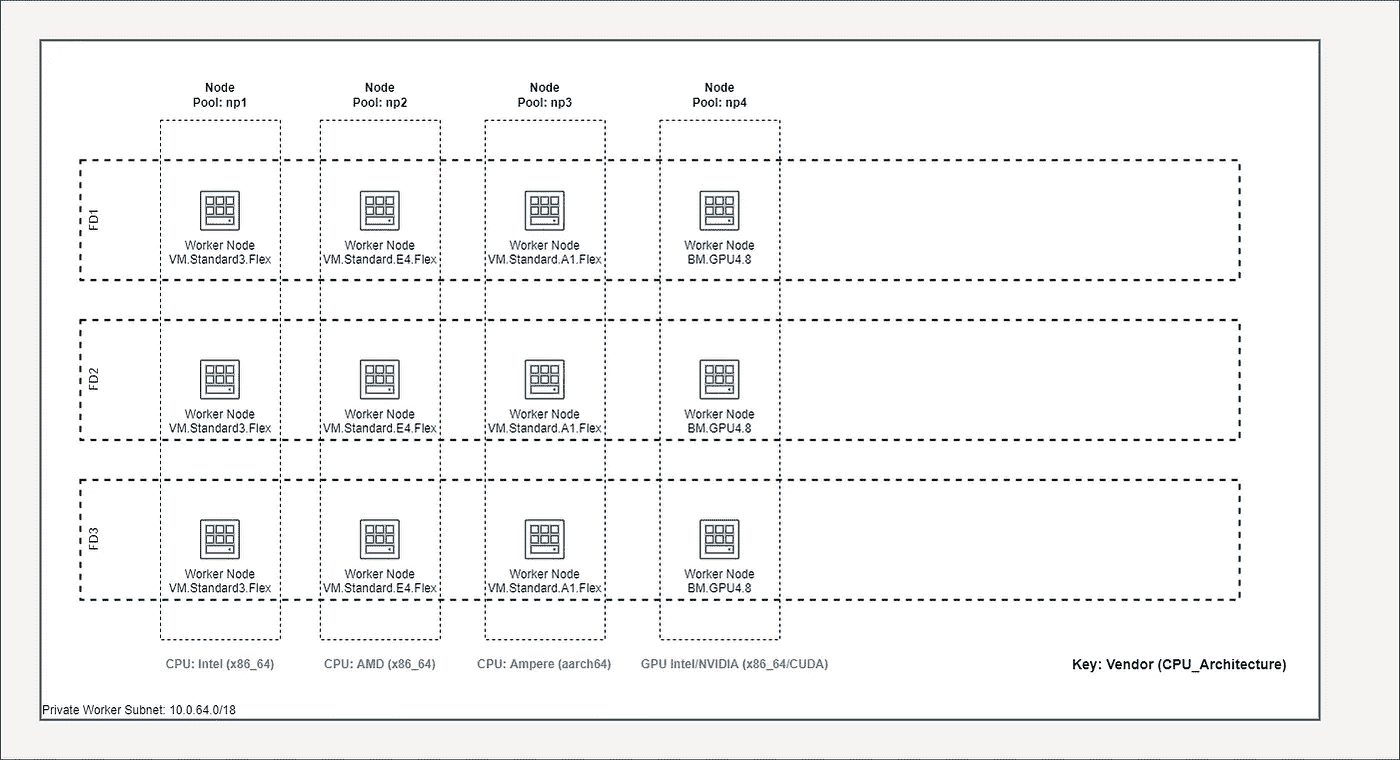 Node
Pool: np1
Node
Pool: np2
Node
Pool: np3
Node
Pool: np4
FD1
Worker Node
VM.Standard3.Flex
Worker Node
VM.Standard.E4.Flex
Worker Node
VM.Standard.A1.Flex
Worker Node
BM.GPU4.8
FD2
Worker Node
VM.Standard3.Flex
Worker Node
VM.Standard.E4.Flex
Worker Node
VM.Standard.A1.Flex
Worker Node
BM.GPU4.8
FD3
Worker Node
VM.Standard3.Flex
Worker Node
VM.Standard.E4.Flex
Worker Node
VM.Standard.A1.Flex
Worker Node
BM.GPU4.8
CPU: Intel (x86_64)
CPU: AMD (x86_64)
CPU: Ampere (aarch64)
GPU Intel/NVIDIA (x86_64/CUDA)
Key: Vendor (CPU_Architecture)
Private Worker Subnet: 10.0.64.0/18